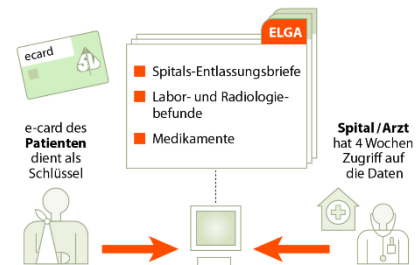 ELGA
ecard
SV
Spitals-Entlassungsbriefe
Labor- und Radiologie-
befunde
Medikamente
e-card des
Patienten
dient als
Schlüssel
Spital/Arzt
hat 4 Wochen
Zugriff auf
die Daten